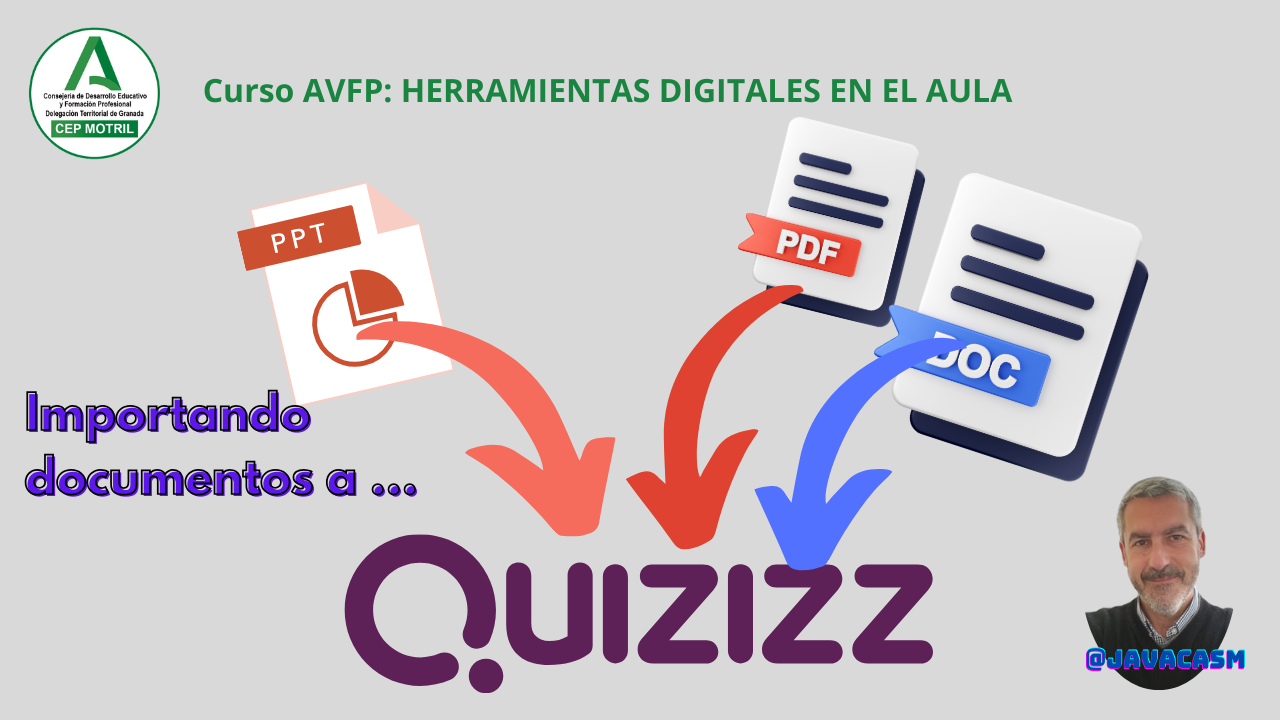 Consejería de Desarrollo Educativo
y Formación Profesional
Delegación Territorial de Granada
CEP MOTRIL
Curso AVFP: HERRAMIENTAS DIGITALES EN EL AULA
PPT
PDF
DOC
Importando
documentos a ...
QUIZIZZ
@JAVACASM